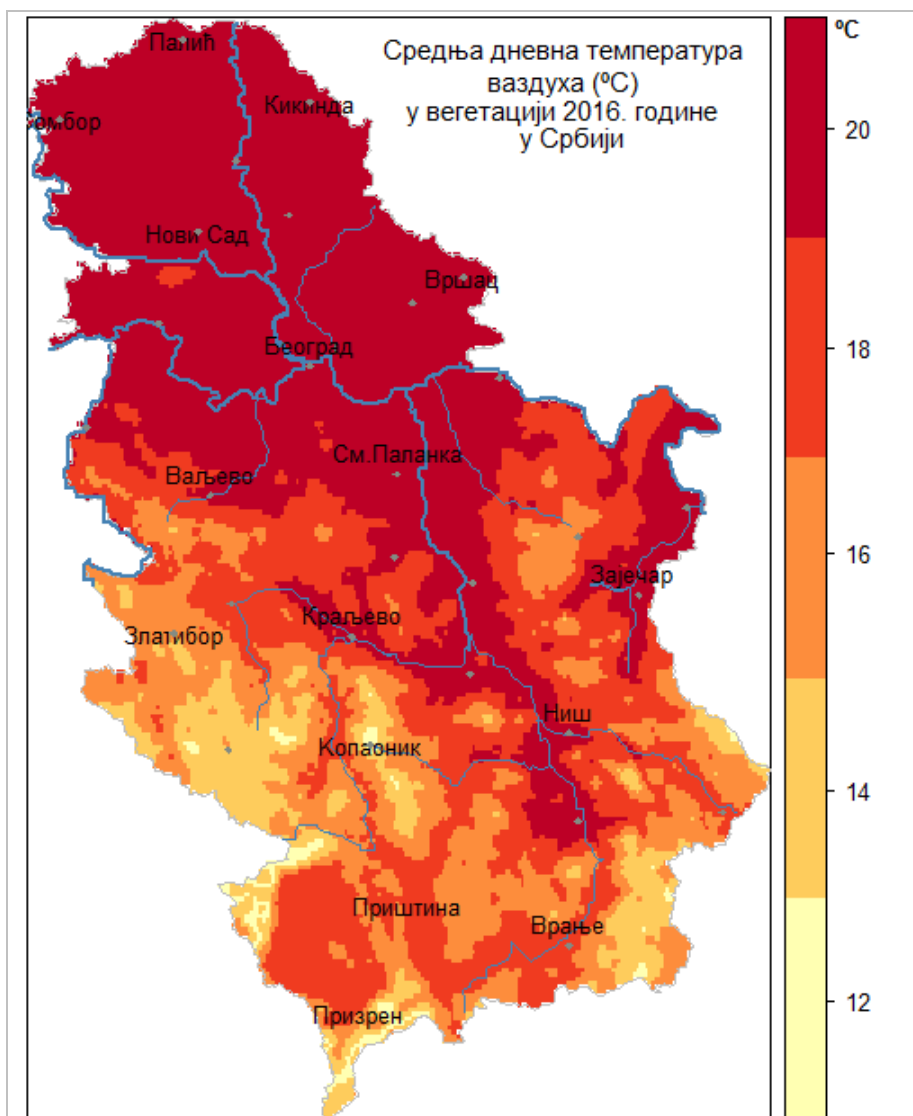 Средња дневна температура
ваздуха (ºC)
у вегетацији 2016. године
у Србији
ºC
20
18
16
14
12
Палић
Кикинда
Сомбор
Нови Сад
Вршац
Београд
См.Паланка
Ваљево
Зајечар
Краљево
Златибор
Ниш
Копаоник
Приштина
Врање
Призрен